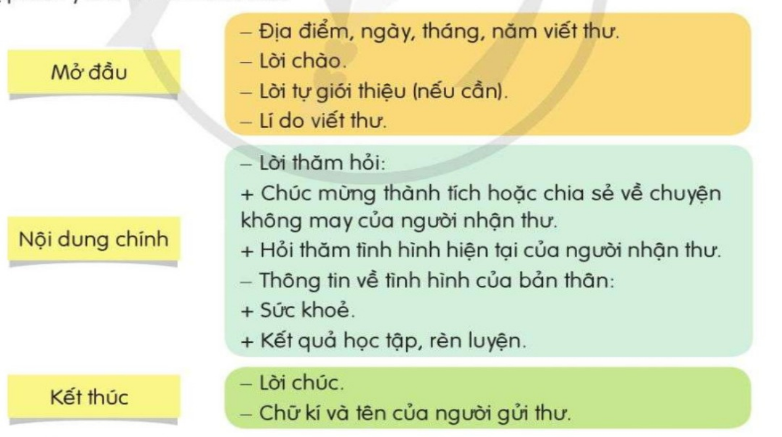 Mở đầu
– Địa điểm, ngày, tháng, năm viết thư.
– Lời chào.
– Lời tự giới thiệu (nếu cần).
– Lí do viết thư.
Nội dung chính
– Lời thăm hỏi:
+ Chúc mừng thành tích hoặc chia sẻ về chuyện
không may của người nhận thư.
+ Hỏi thăm tình hình hiện tại của người nhận thư.
– Thông tin về tình hình của bản thân:
+ Sức khoẻ.
+ Kết quả học tập, rèn luyện.
Kết thúc
– Lời chúc.
– Chữ kí và tên của người gửi thư.